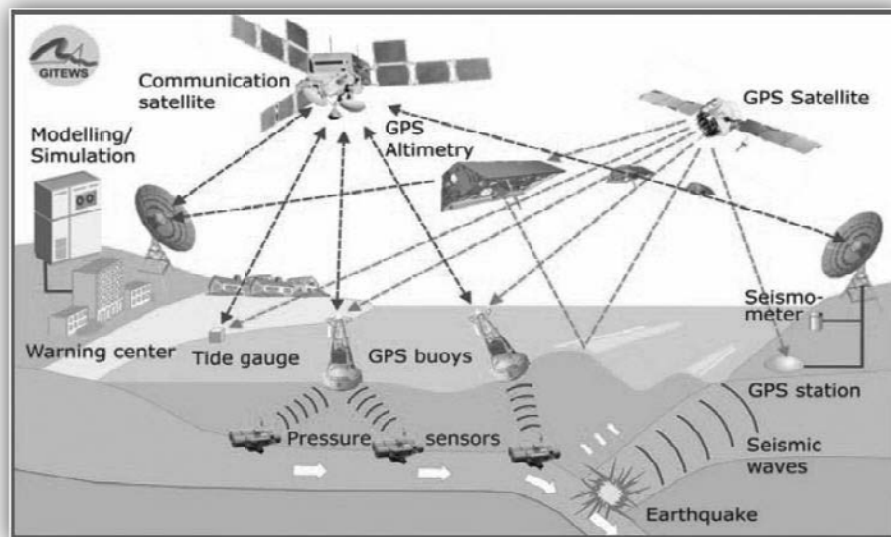 GITEWS
Communication
satellite
GPS Satellite
GPS
Altimetry
Modelling/
Simulation
Seismo-
meter
Warning center
Tide gauge
GPS buoys
GPS station
Pressure sensors
Seismic
waves
Earthquake